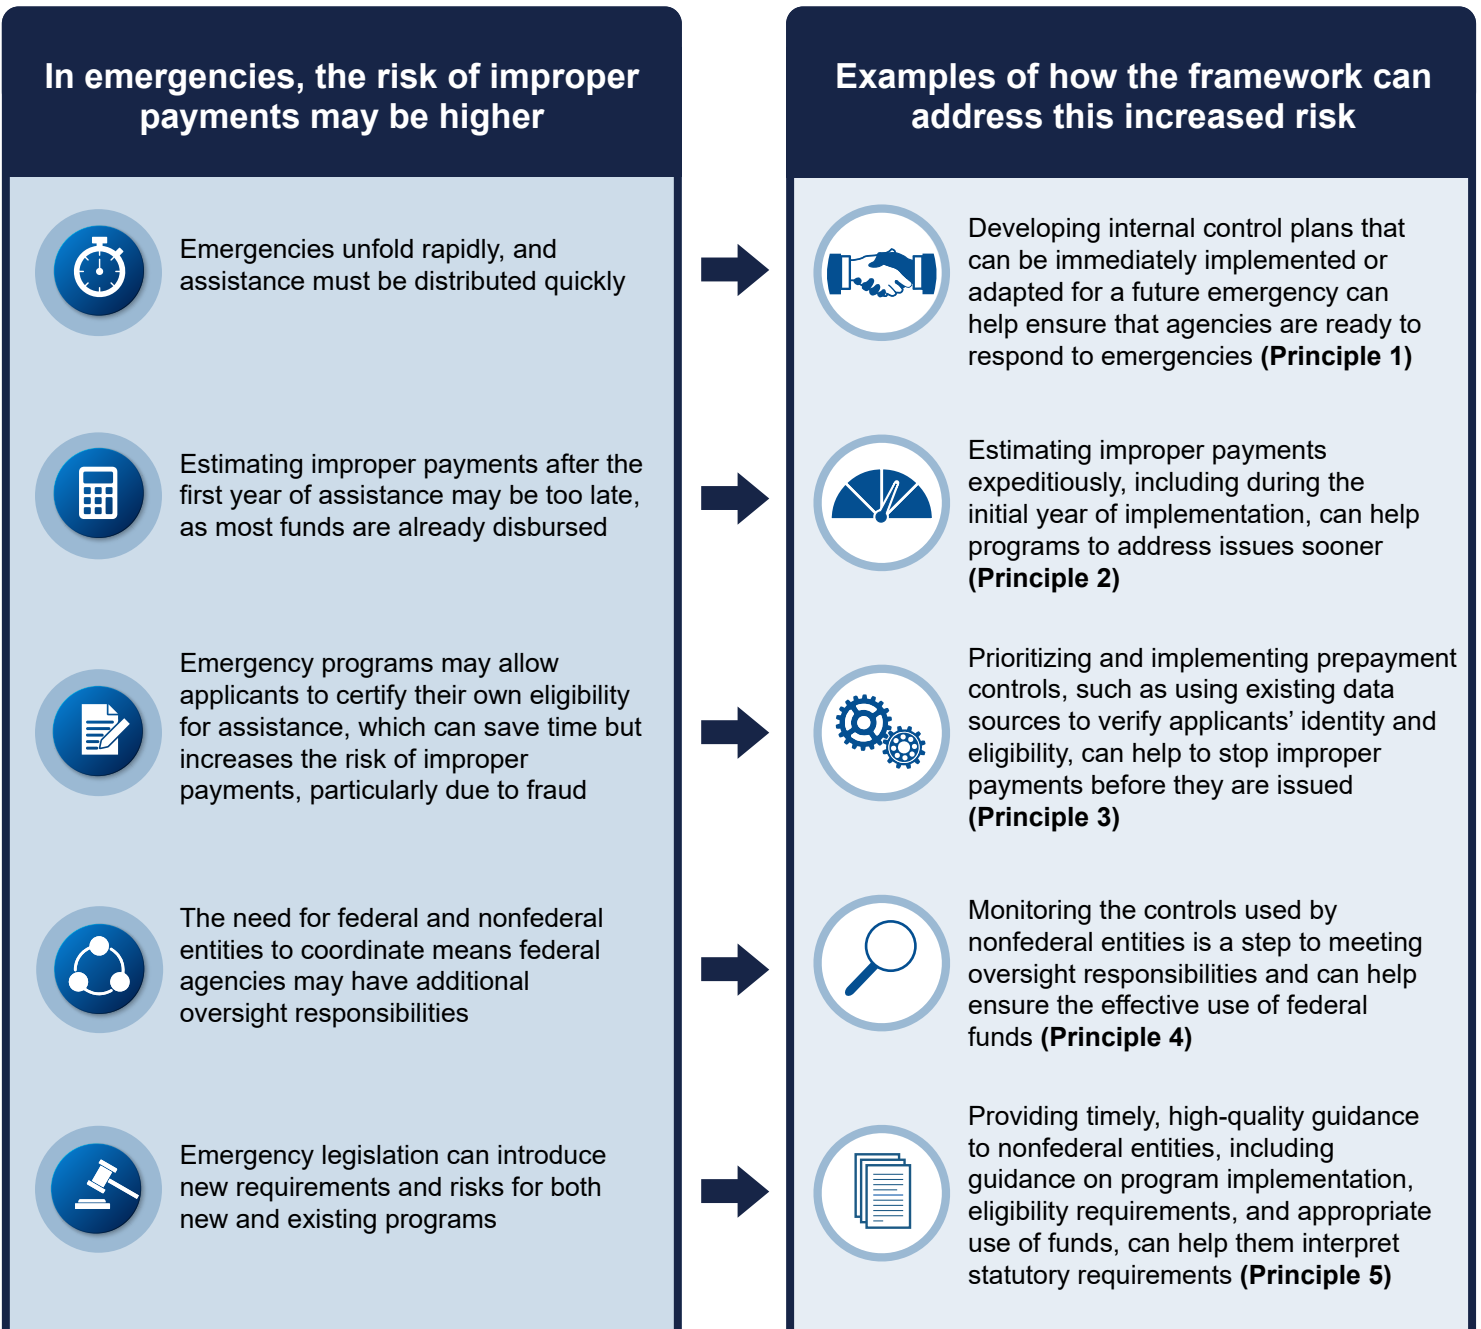 In emergencies, the risk of improper
payments may be higher
Examples of how the framework can
address this increased risk
Emergencies unfold rapidly, and
assistance must be distributed quickly
Developing internal control plans that
can be immediately implemented or
adapted for a future emergency can
help ensure that agencies are ready to
respond to emergencies (Principle 1)
Estimating improper payments after the
first year of assistance may be too late,
as most funds are already disbursed
Estimating improper payments
expeditiously, including during the
initial year of implementation, can help
programs to address issues sooner
(Principle 2)
Emergency programs may allow
applicants to certify their own eligibility
for assistance, which can save time but
increases the risk of improper
payments, particularly due to fraud
Prioritizing and implementing prepayment
controls, such as using existing data
sources to verify applicants’ identity and
eligibility, can help to stop improper
payments before they are issued
(Principle 3)
The need for federal and nonfederal
entities to coordinate means federal
agencies may have additional
oversight responsibilities
Monitoring the controls used by
nonfederal entities is a step to meeting
oversight responsibilities and can help
ensure the effective use of federal
funds (Principle 4)
Emergency legislation can introduce
new requirements and risks for both
new and existing programs
Providing timely, high-quality guidance
to nonfederal entities, including
guidance on program implementation,
eligibility requirements, and appropriate
use of funds, can help them interpret
statutory requirements (Principle 5)